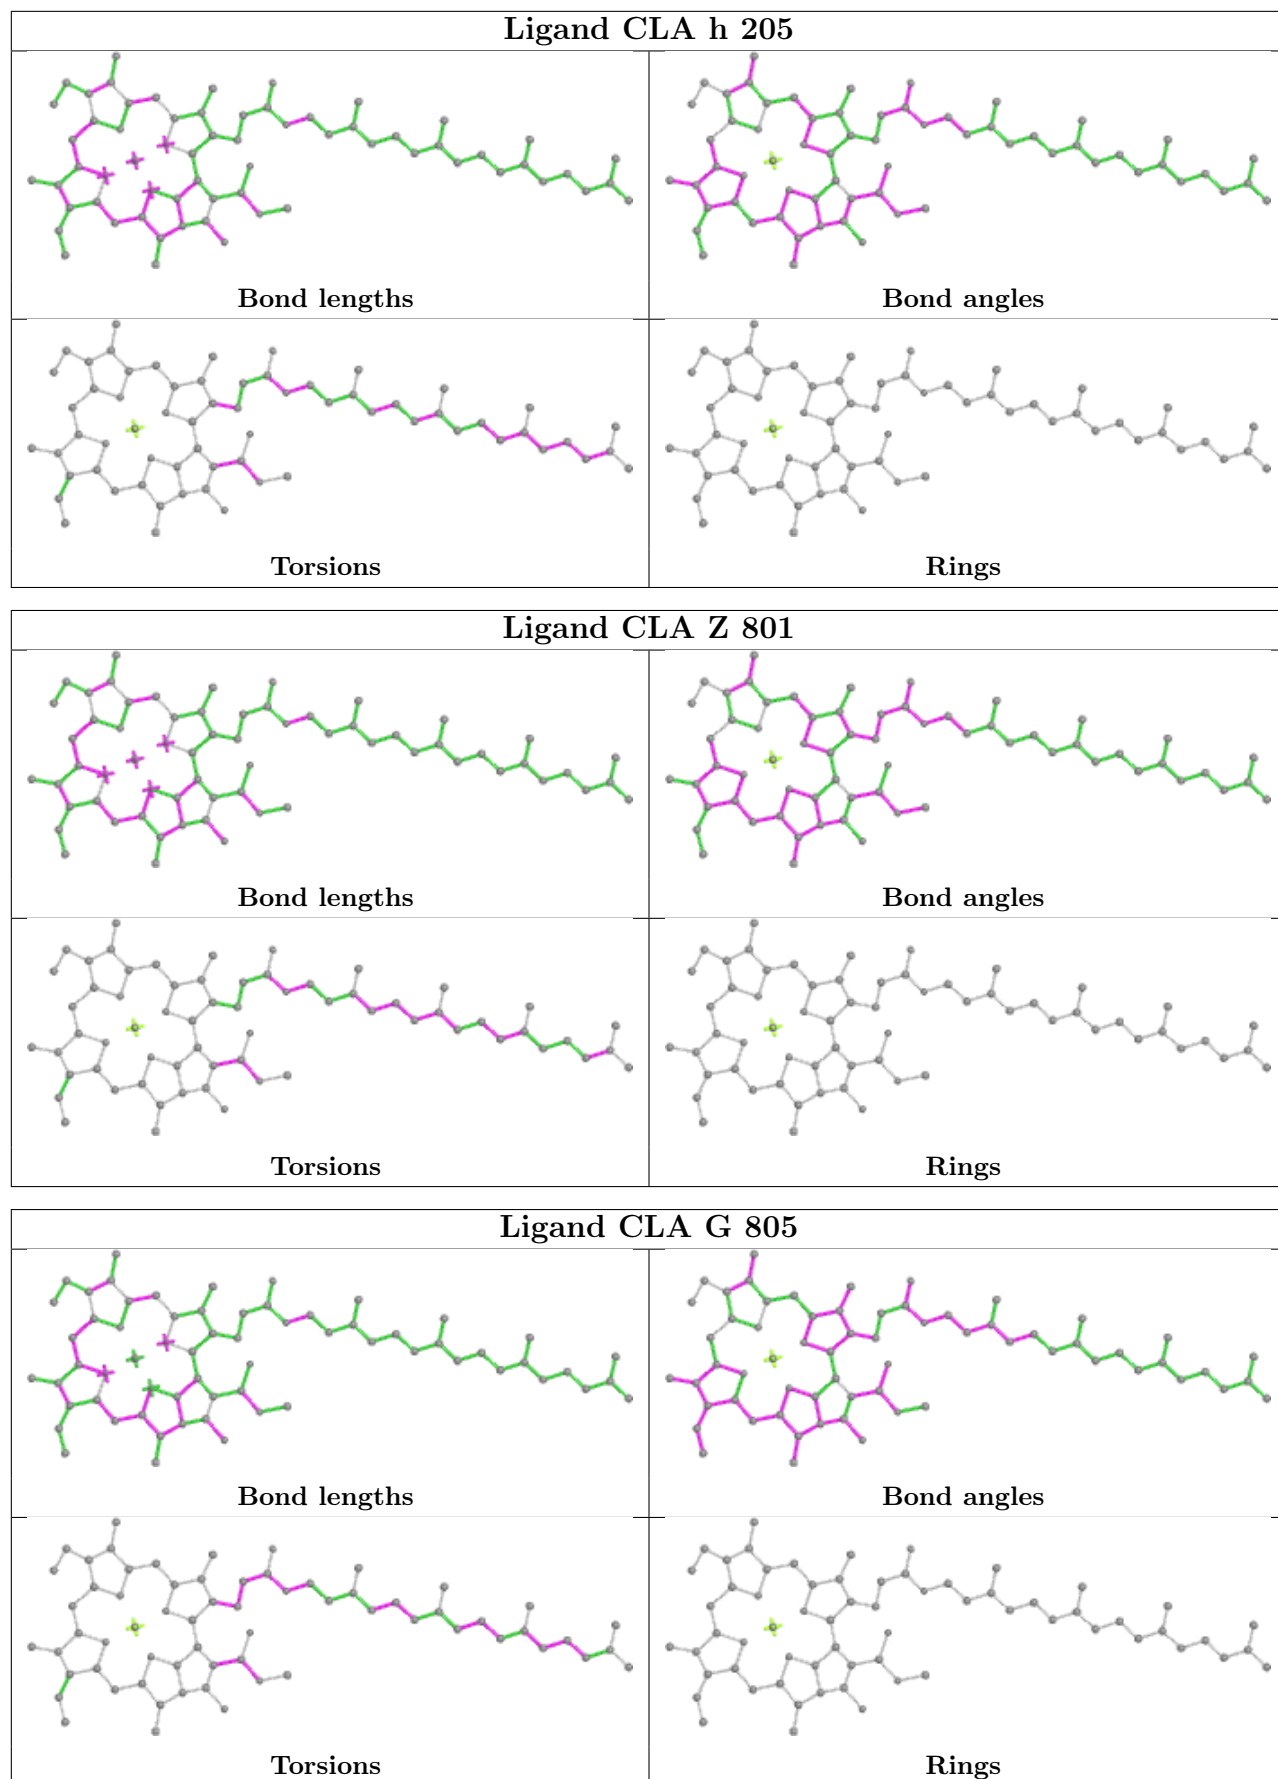 Ligand CLA h 205
Bond lengths
Bond angles
Torsions
Rings
Ligand CLA Z 801
Bond lengths
Bond angles
Torsions
Rings
Ligand CLA G 805
Bond lengths
Bond angles
Torsions
Rings